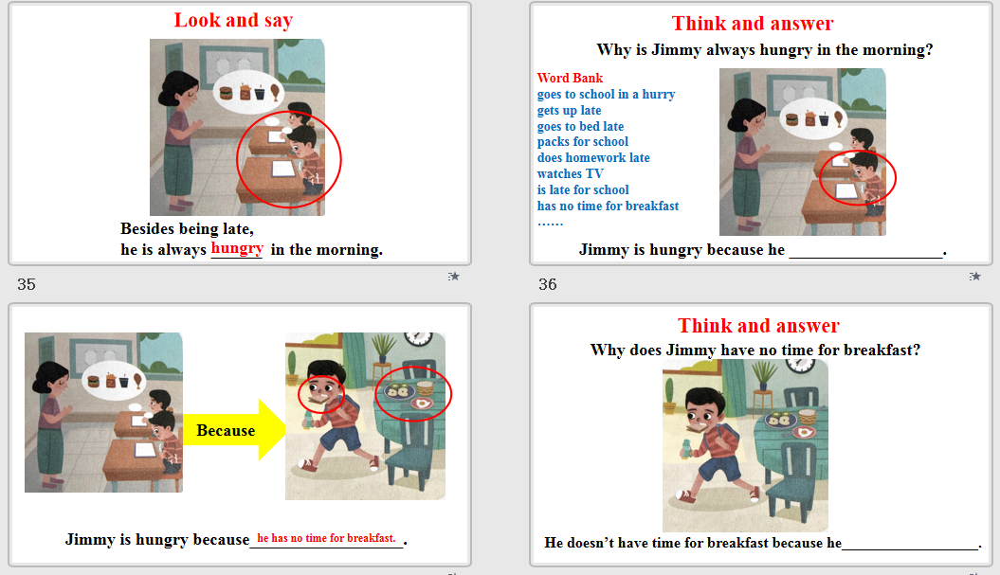 Look and say
Besides being late,
he is always hungry in the morning.
35
Think and answer
Why is Jimmy always hungry in the morning?
Word Bank
goes to school in a hurry
gets up late
goes to bed late
packs for school
does homework late
watches TV
is late for school
has no time for breakfast
……
Jimmy is hungry because he ___________________.
36
Because
Jimmy is hungry because he has no time for breakfast. .
Think and answer
Why does Jimmy have no time for breakfast?
He doesn’t have time for breakfast because he___________________.